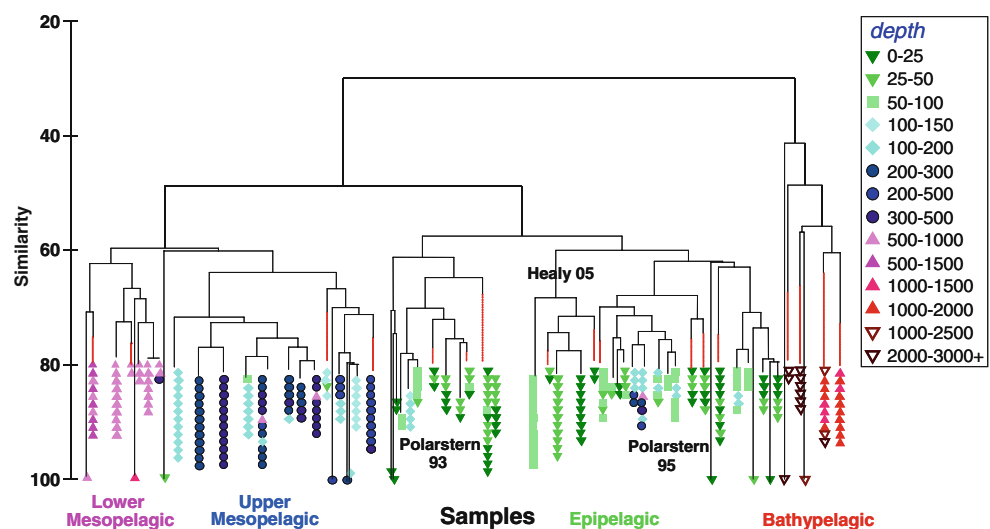 20
40
60
80
100
Similarity
Healy 05
Polarstern
93
Polarstern
95
Lower
Mesopelagic
Upper
Mesopelagic
Samples
Epipelagic
Bathypelagic
depth
0-25
25-50
50-100
100-150
100-200
200-300
200-500
300-500
500-1000
500-1500
1000-1500
1000-2000
1000-2500
2000-3000+